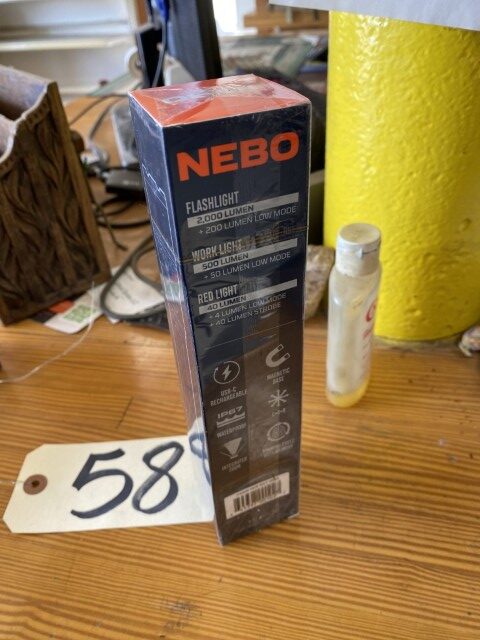 NEBO
FLASHLIGHT
2,000 LUMEN
+ 200 LUMEN LOW MODE
WORK LIGHT
500 LUMEN
+ 50 LUMEN LOW MODE
RED LIGHT
40 LUMEN
+ 4 LUMEN LOW MODE
+ 40 LUMEN STROBE
USB-C
RECHARGEABLE
MAGNETIC
BASE
IP67
WATERPROOF
INTEGRATED
58